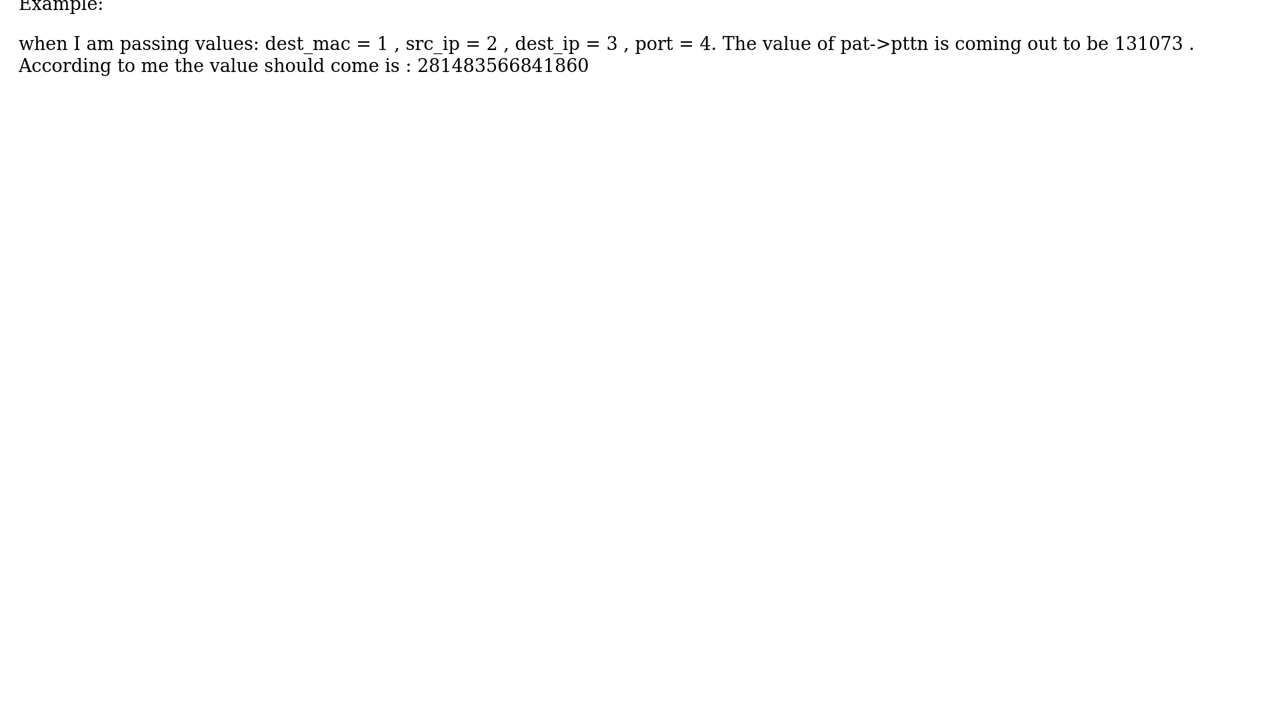 Example:
when I am passing values: dest_mac = 1 , src_ip = 2 , dest_ip = 3 , port = 4. The value of pat->pttn is coming out to be 131073 .
According to me the value should come is : 281483566841860